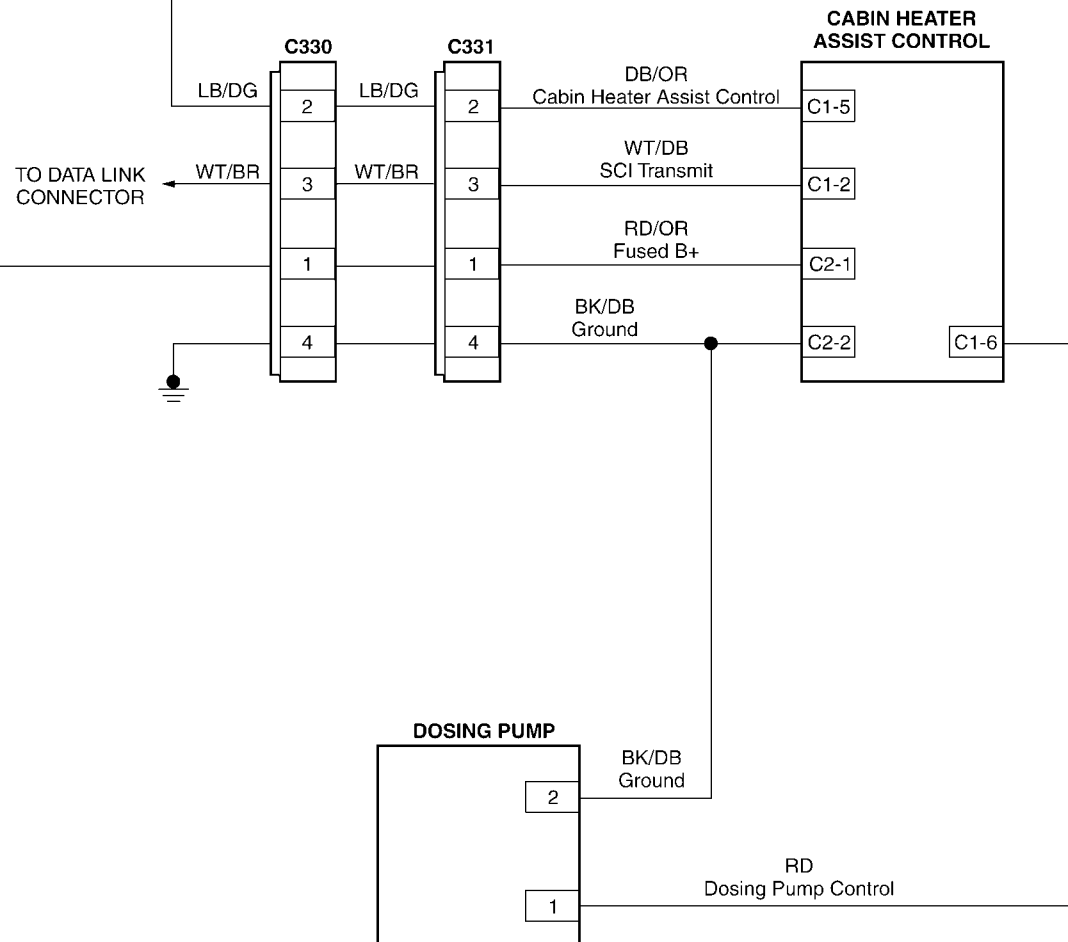 CABIN HEATER
ASSIST CONTROL
C330
C331
LB/DG
2
LB/DG
2
DB/OR
Cabin Heater Assist Control
C1-5
TO DATA LINK
CONNECTOR
WT/BR
3
WT/BR
3
WT/DB
SCI Transmit
C1-2
1
1
RD/OR
Fused B+
C2-1
4
4
BK/DB
Ground
C2-2
C1-6
DOSING PUMP
2
BK/DB
Ground
1
RD
Dosing Pump Control